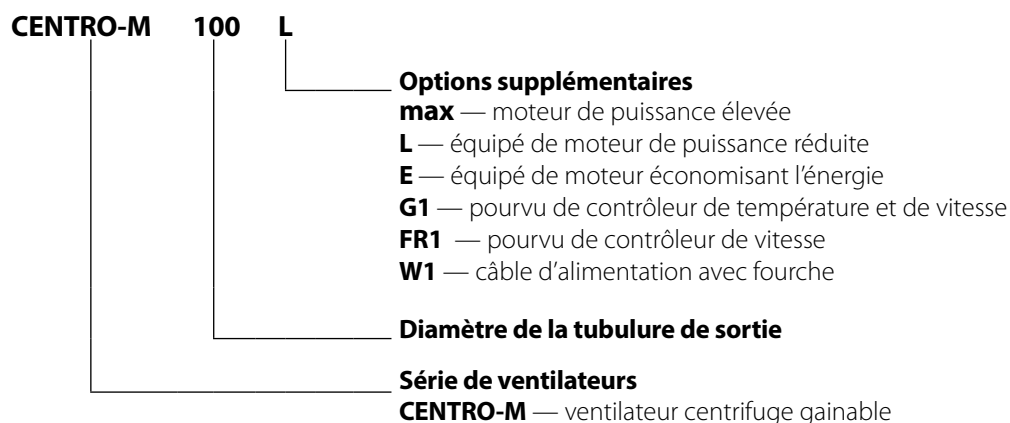 CENTRO-M 100 L
Options supplémentaires
max — moteur de puissance élevée
L — équipé de moteur de puissance réduite
E — équipé de moteur économisant l'énergie
G1 — pourvu de contrôleur de température et de vitesse
FR1 — pourvu de contrôleur de vitesse
W1 — câble d'alimentation avec fourche
Diamètre de la tubulure de sortie
Série de ventilateurs
CENTRO-M — ventilateur centrifuge gainable